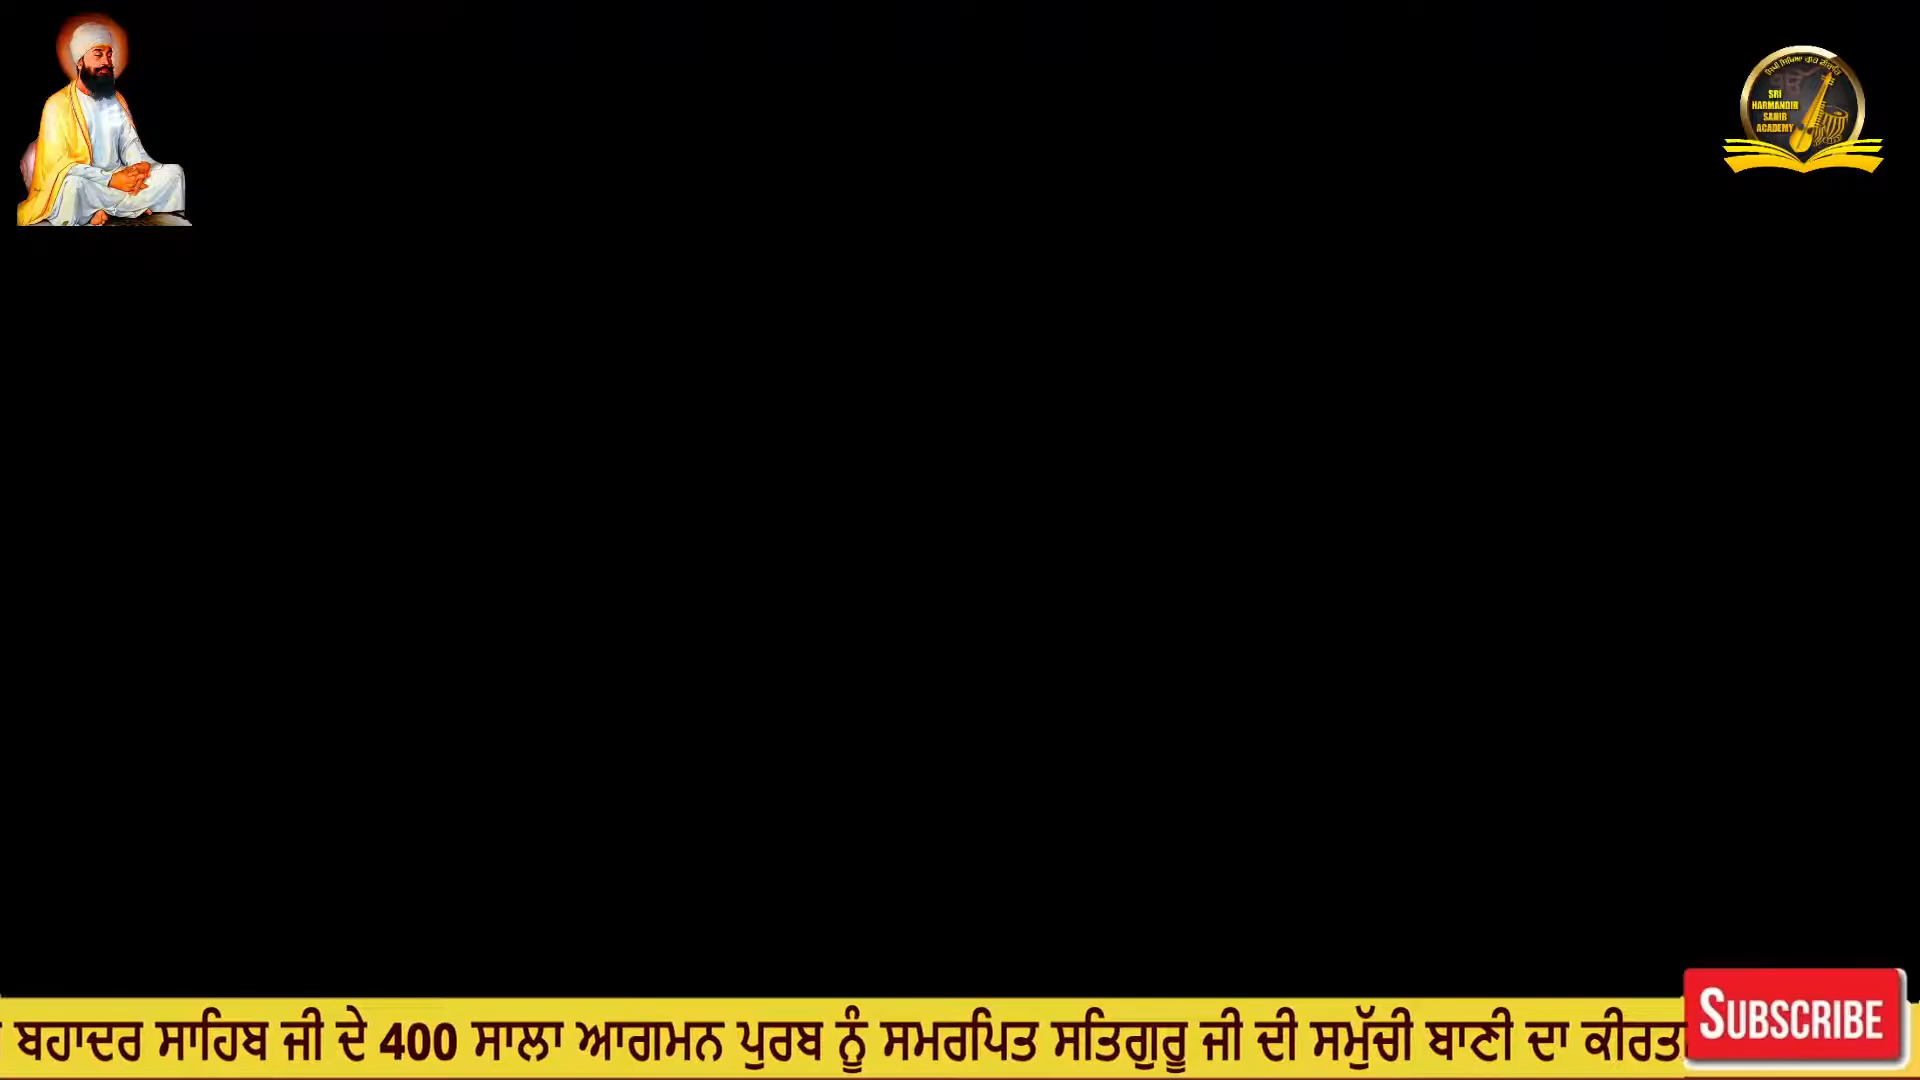 SRI
HARMANDIR
SAHIB
ACADEMY
ਬਹਾਦਰ ਸਾਹਿਬ ਜੀ ਦੇ 400 ਸਾਲਾ ਆਗਮਨ ਪੁਰਬ ਨੂੰ ਸਮਰਪਿਤ ਸਤਿਗੁਰੂ ਜੀ ਦੀ ਸਮੁੱਚੀ ਬਾਣੀ ਦਾ ਕੀਰਤ
SUBSCRIBE